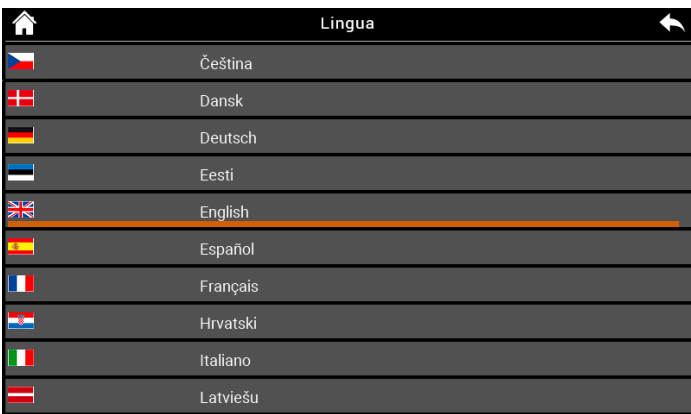 Lingua
Čeština
Dansk
Deutsch
Eesti
English
Español
Français
Hrvatski
Italiano
Latviešu